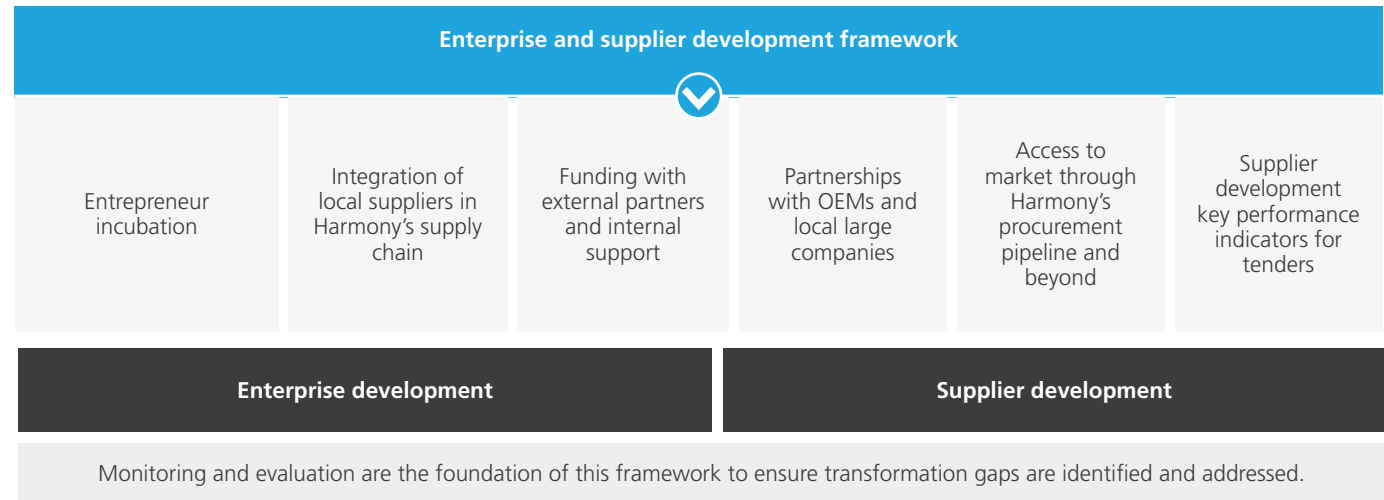 Enterprise and supplier development framework
Entrepreneur
incubation
Integration of
local suppliers in
Harmony's supply
chain
Funding with
external partners
and internal
support
Partnerships
with OEMs and
local large
companies
Access to
market through
Harmony's
procurement
pipeline and
beyond
Supplier
development
key performance
indicators for
tenders
Enterprise development
Supplier development
Monitoring and evaluation are the foundation of this framework to ensure transformation gaps are identified and addressed.